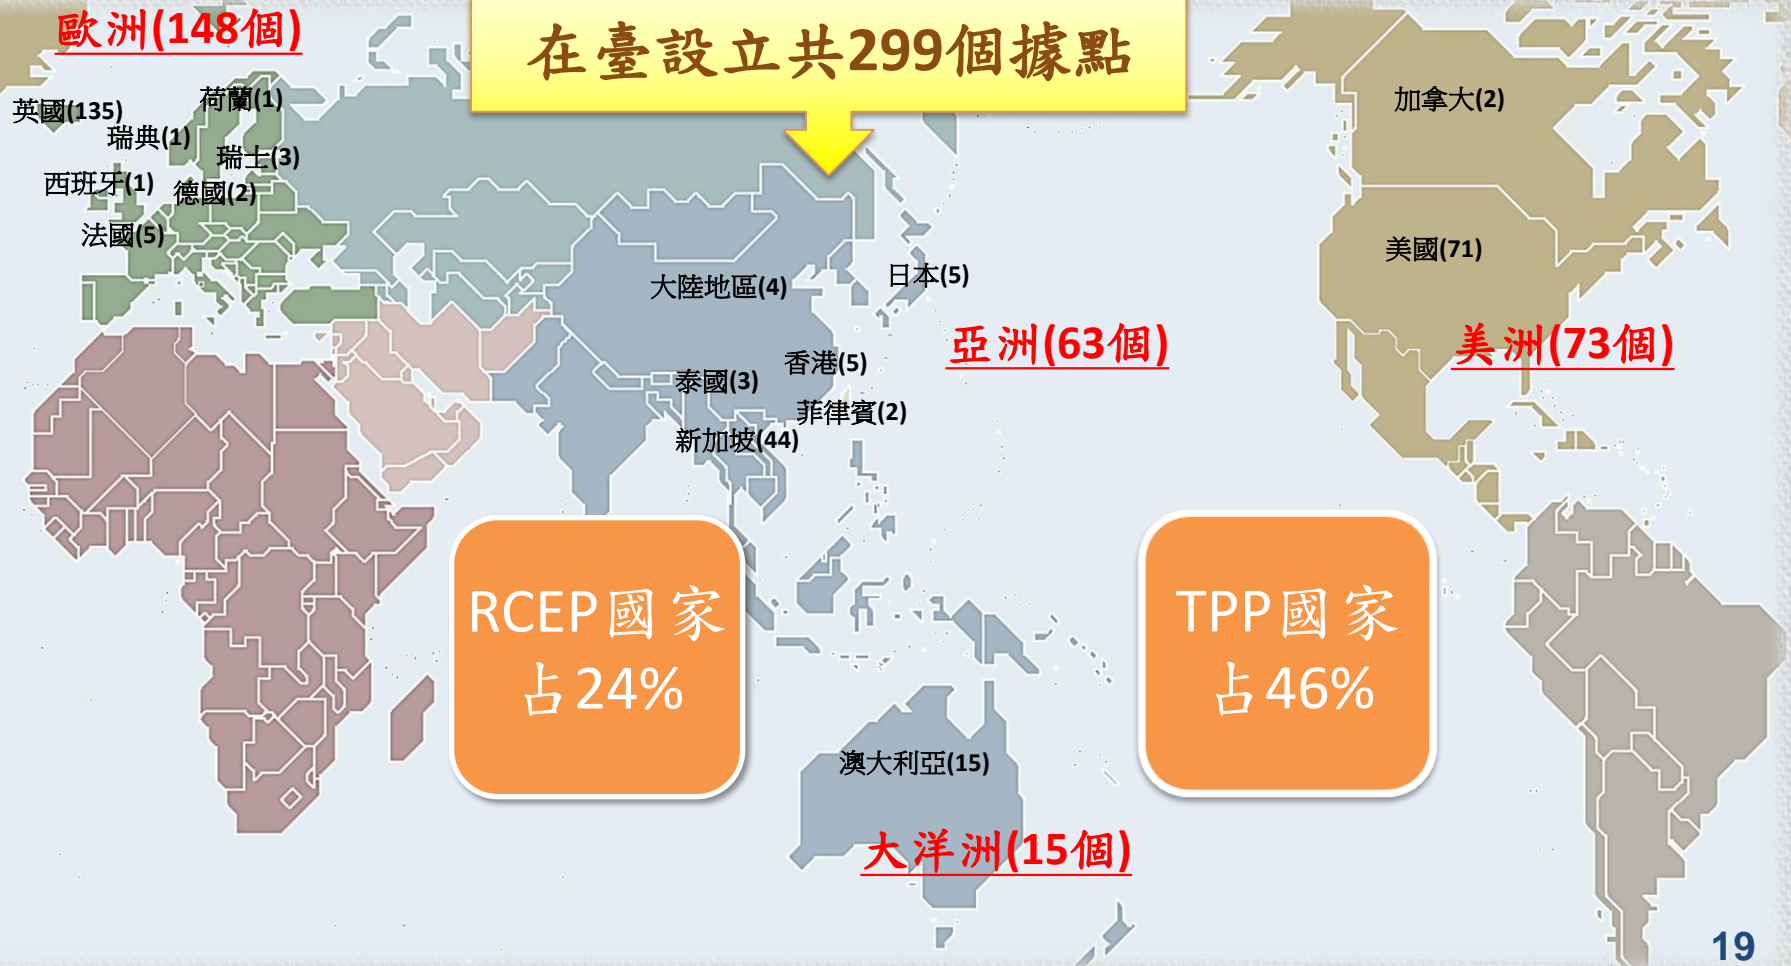 在臺設立共299個據點
歐洲(148個)
英國(135)
荷蘭(1)
瑞典(1)
瑞士(3)
西班牙(1)
德國(2)
法國(5)
大陸地區(4)
日本(5)
亞洲(63個)
香港(5)
泰國(3)
菲律賓(2)
新加坡(44)
加拿大(2)
美國(71)
美洲(73個)
RCEP國家
占24%
TPP國家
占46%
澳大利亞(15)
大洋洲(15個)
19